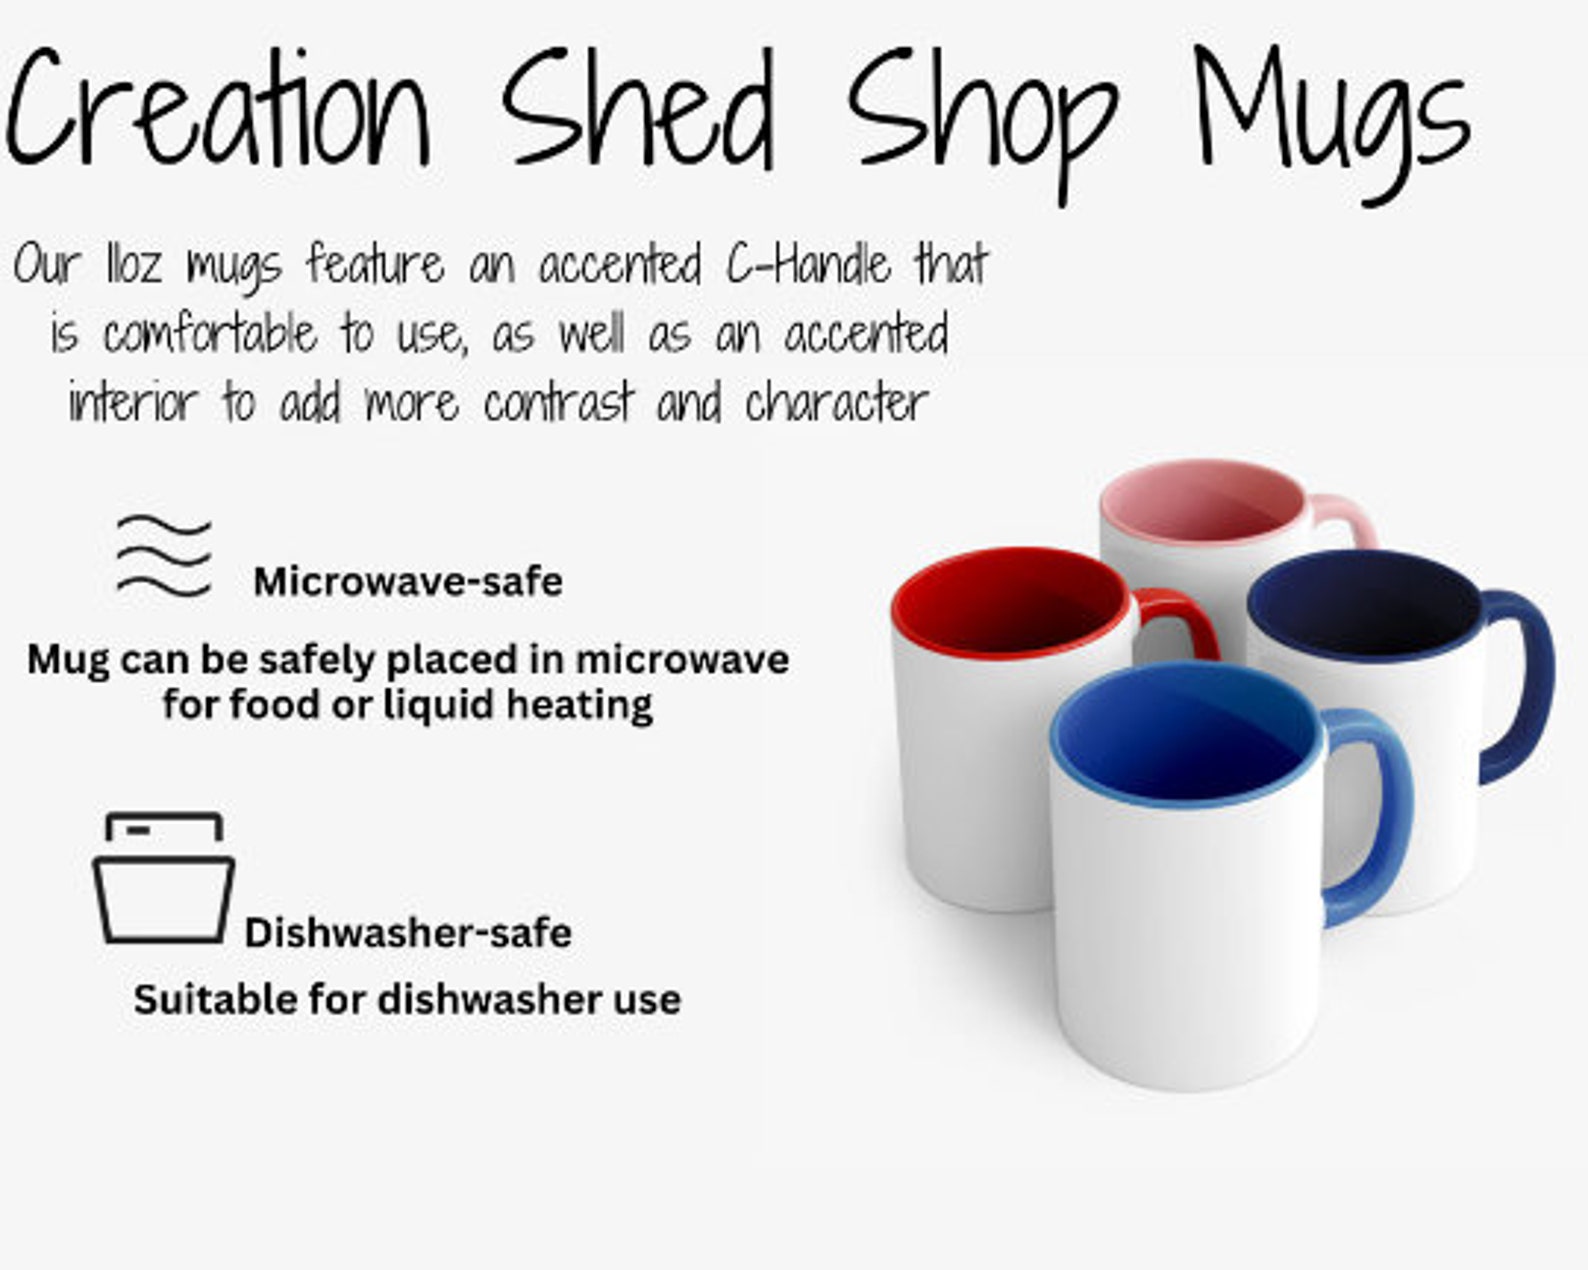 Creation Shed Shop Mugs
Our 11oz mugs feature an accented C-Handle that
is comfortable to use, as well as an accented
interior to add more contrast and character
Microwave-safe
Mug can be safely placed in microwave
for food or liquid heating
Dishwasher-safe
Suitable for dishwasher use